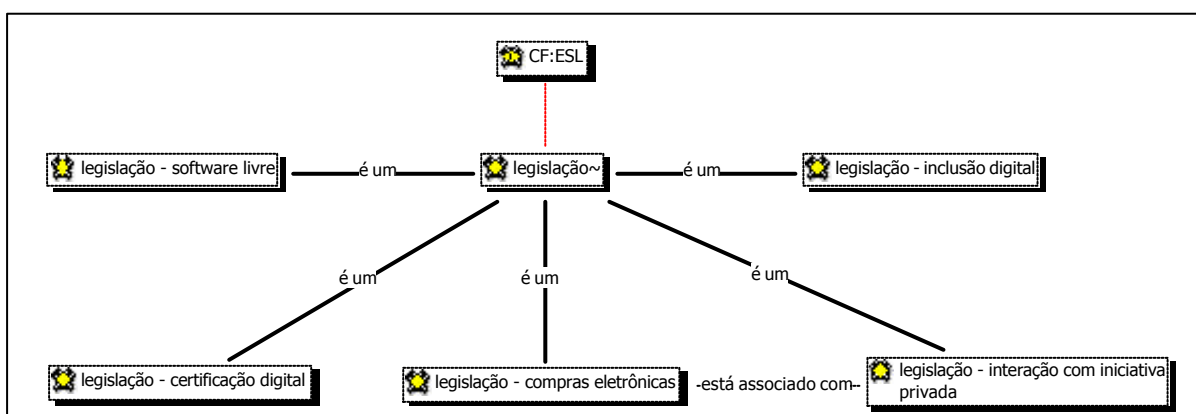 CF:ESL
legislação - software livre
é um
legislação~
é um
legislação - inclusão digital
é um
é um
é um
legislação - certificação digital
legislação - compras eletrônicas
-está associado com--
legislação - interação com iniciativa
privada